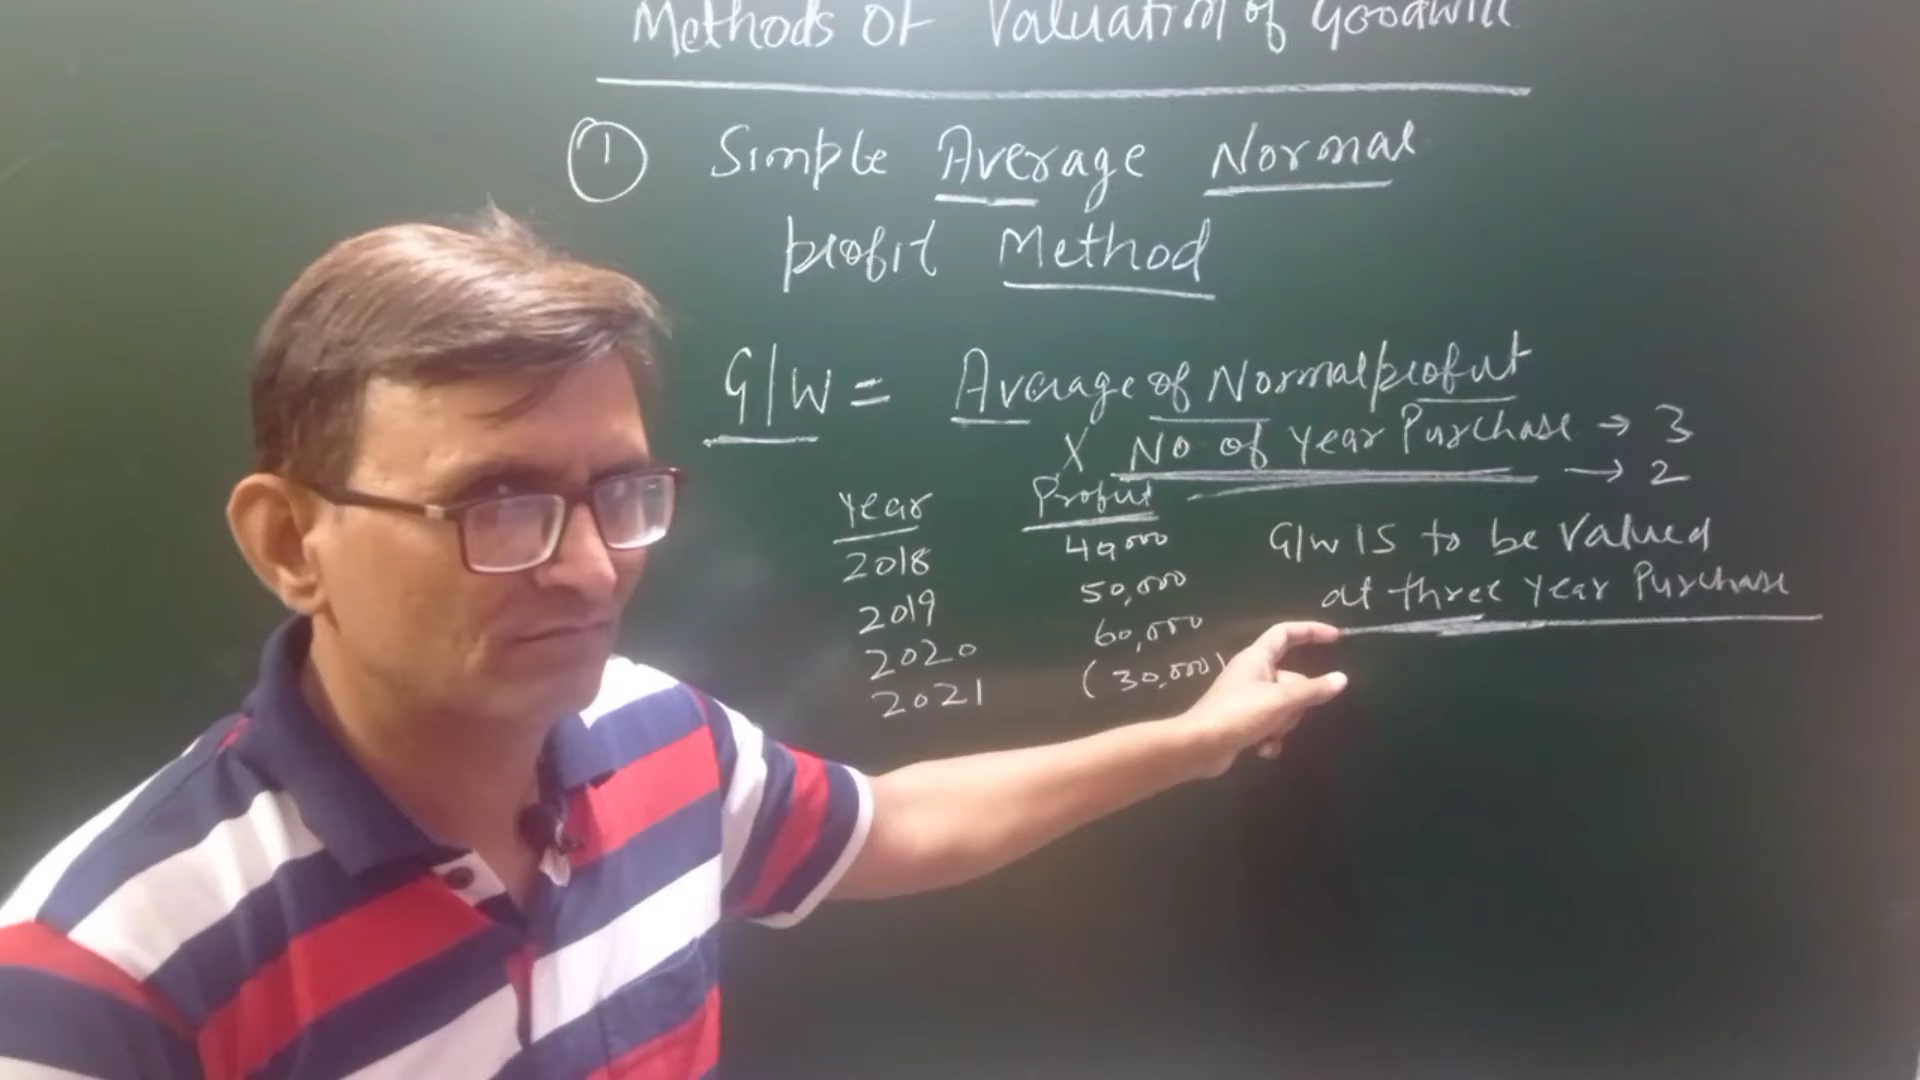 Methods of Valuation of Goodwill
① Simple Average Normal
Profit Method
G/W = Average of Normal profit
X No of year Purchase → 3
→ 2
Year Profit
2018 40,000
2019 50,000
2020 60,000
2021 (30,000)
G/W IS to be Valued
at three year Purchase